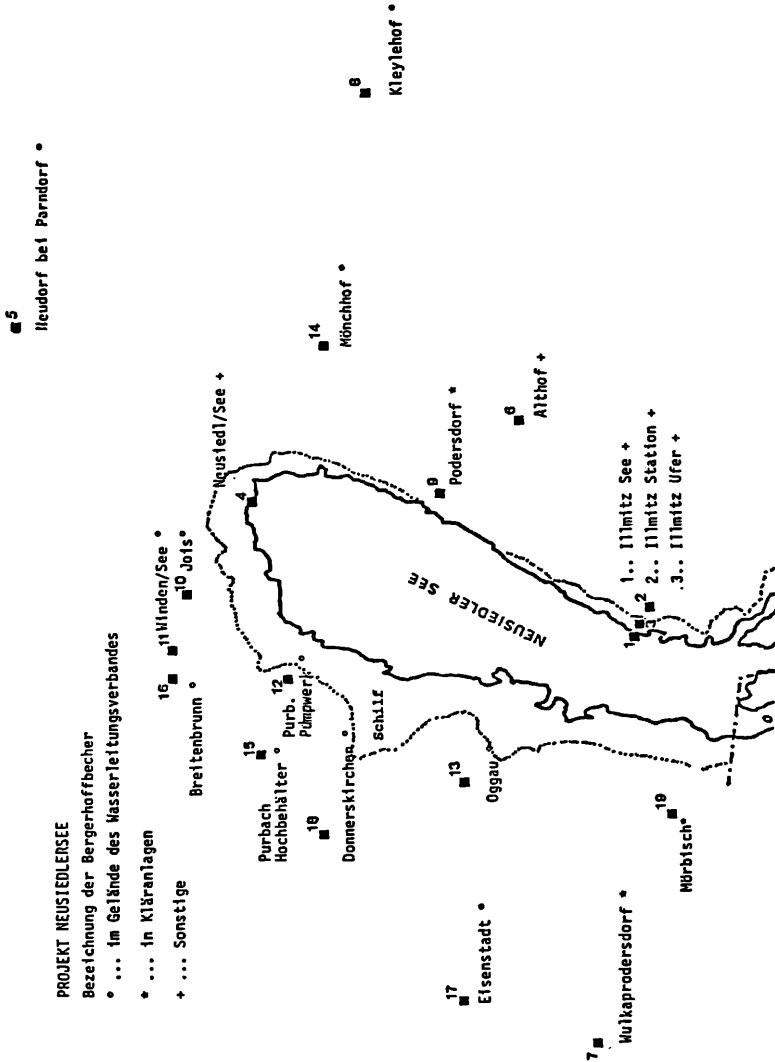 PROJEKT NEUSIEDLERSEE
Bezeichnung der Bergerhoffbecher
° ... im Gelände des Wasserleitungsverbandes
* ... in Kläranlagen
+ ... Sonstige
5
Neudorf bei Parndorf °
8
Kleylehof °
14
Mönchhof °
Neusiedl/See +
4
11 Winden/See °
10 Jois°
16
Breitenbrunn °
12
Purb.
Pumpwerk °
15
Purbach
Hochbehälter °
18
Donnerskirchen °
Schilf
NEUSIEDLER SEE
9
Podersdorf *
6
Althof +
13
Oggau
17
Eisenstadt °
7
Wulkaprodersdorf *
19
Mörbisch°
1
2
3
1.. Illmitz See +
2.. Illmitz Station +
.3.. Illmitz Ufer +